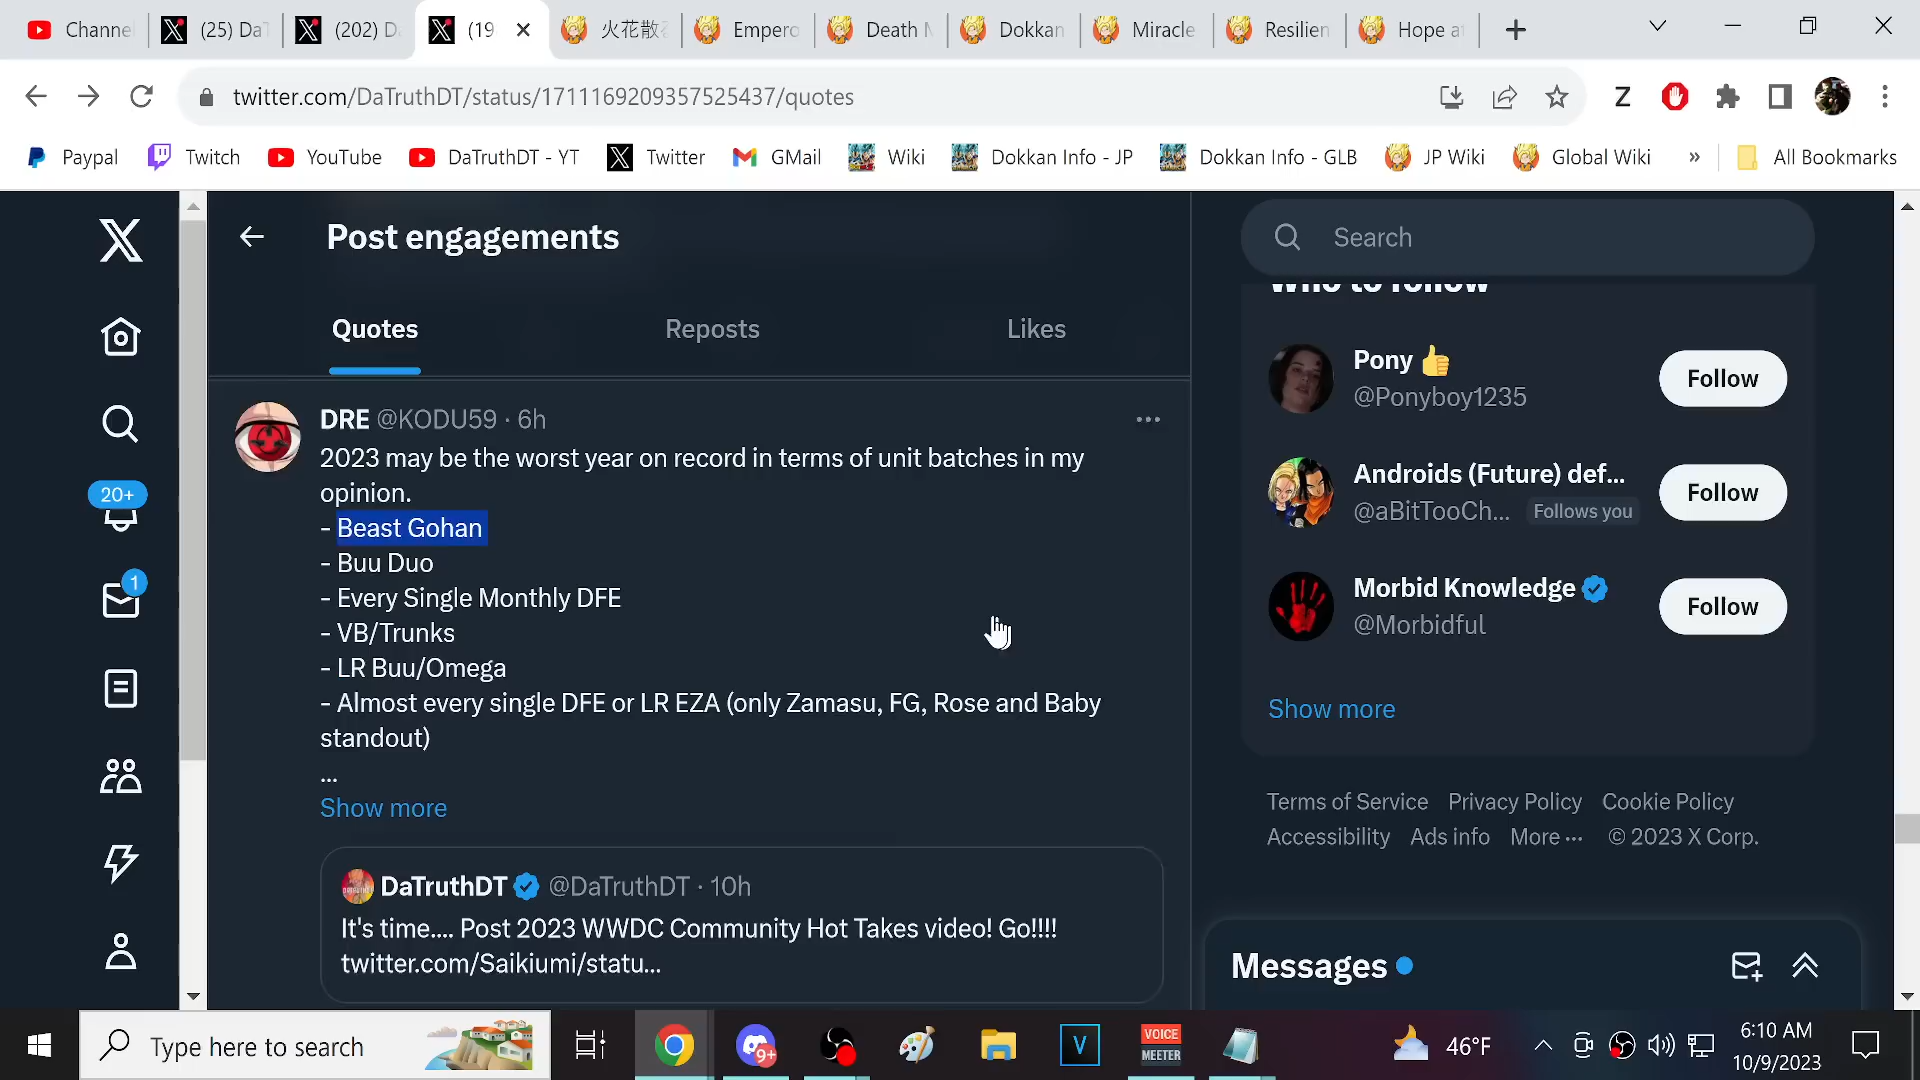 Channe
(25) DaT
(202) D
(19
火花散
Empero
Death
Dokkan
Miracle
Resilien
Hope a
twitter.com/DaTruthDT/status/1711169209357525437/quotes
Z
Paypal
Twitch
YouTube
DaTruthDT - YT
Twitter
GMail
Wiki
Dokkan Info - JP
Dokkan Info - GLB
JP Wiki
Global Wiki
»
All Bookmarks
Post engagements
Search
Quotes
Reposts
Likes
Who to follow
Pony 👍
@Ponyboy1235
Follow
Androids (Future) def...
@aBitTooCh... Follows you
Follow
Morbid Knowledge
@Morbidful
Follow
Show more
20+
1
DRE @KODU59 · 6h
2023 may be the worst year on record in terms of unit batches in my
opinion.
- Beast Gohan
- Buu Duo
- Every Single Monthly DFE
- VB/Trunks
- LR Buu/Omega
- Almost every single DFE or LR EZA (only Zamasu, FG, Rose and Baby
standout)
...
Show more
DaTruthDT @DaTruthDT · 10h
It's time.... Post 2023 WWDC Community Hot Takes video! Go!!!!
twitter.com/Saikiumi/statu...
Terms of Service Privacy Policy Cookie Policy
Accessibility Ads info More ··· © 2023 X Corp.
Messages
Type here to search
9+
V
VOICE
MEETER
46°F
6:10 AM
10/9/2023